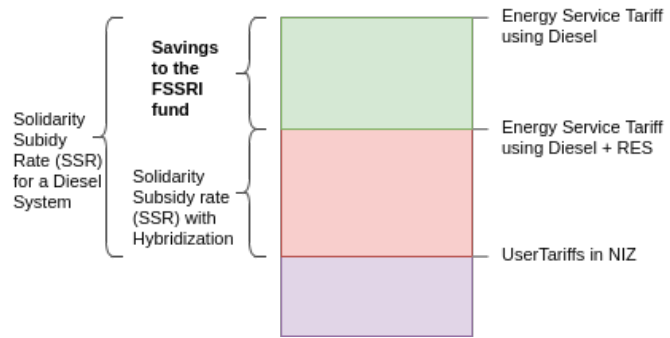 Energy Service Tariff
using Diesel
Savings
to the
FSSRI
fund
Solidarity
Subidy
Rate (SSR)
for a Diesel
System
Energy Service Tariff
using Diesel + RES
Solidarity
Subsidy rate
(SSR) with
Hybridization
UserTariffs in NIZ